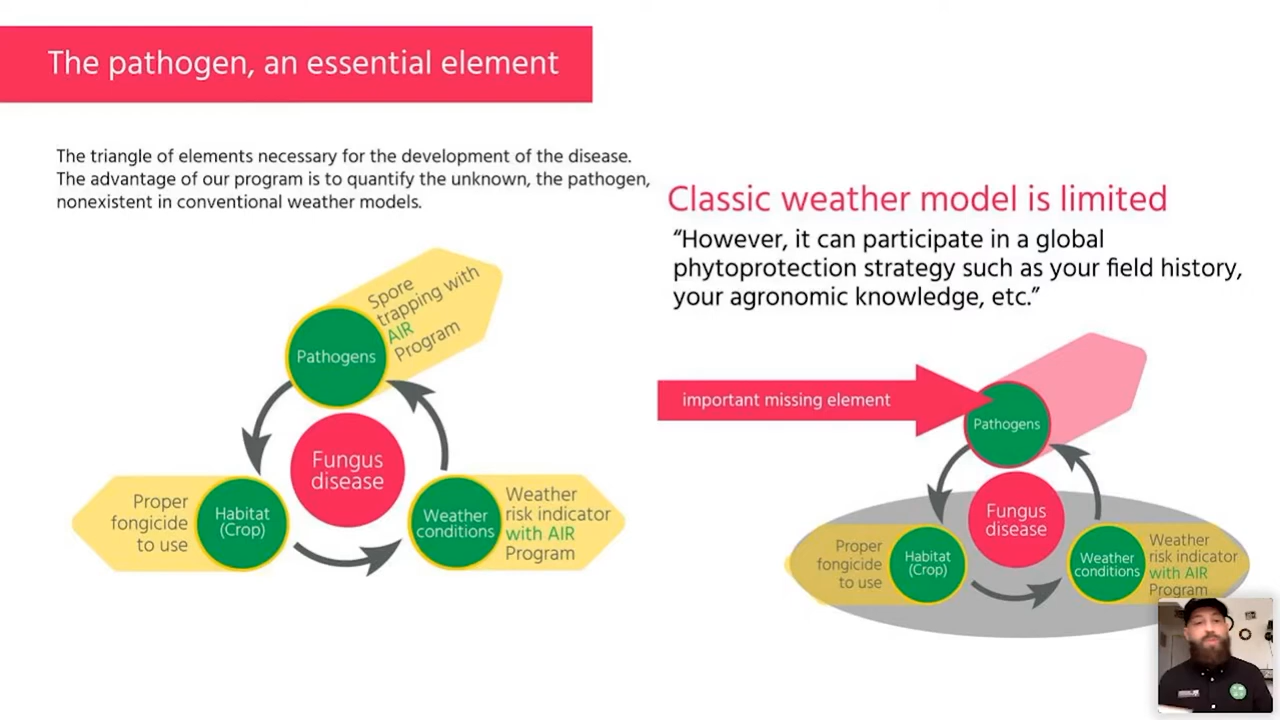 The pathogen, an essential element
The triangle of elements necessary for the development of the disease.
The advantage of our program is to quantify the unknown, the pathogen,
nonexistent in conventional weather models.
Spore
trapping with
AIR
Program
Pathogens
Fungus
disease
Proper
fongicide
to use
Habitat
(Crop)
Weather
conditions
Weather
risk indicator
with AIR
Program
Classic weather model is limited
“However, it can participate in a global
phytoprotection strategy such as your field history,
your agronomic knowledge, etc.”
important missing element
Pathogens
Fungus
disease
Proper
fongicide
to use
Habitat
(Crop)
Weather
conditions
Weather
risk indicator
with AIR
Program